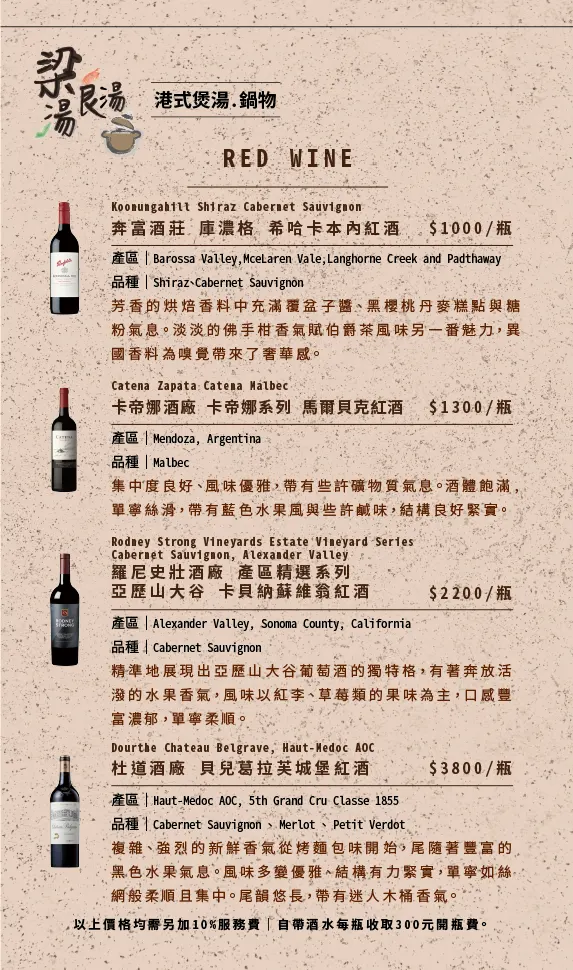 梁
食湯
湯
港式煲湯.鍋物
RED WINE
Koonungahill Shiraz Cabernet Sauvignon
奔富酒莊 庫濃格 希哈卡本內紅酒 $1000/瓶
產區｜Barossa Valley,MceLaren Vale,Langhorne Creek and Padthaway
品種｜Shiraz、Cabernet Sauvignon
芳香的烘焙香料中充滿覆盆子醬、黑櫻桃丹麥糕點與糖
粉氣息。淡淡的佛手柑香氣賦伯爵茶風味另一番魅力，異
國香料為嗅覺帶來了奢華感。
Catena Zapata Catena Malbec
卡帝娜酒廠 卡帝娜系列 馬爾貝克紅酒 $1300/瓶
產區｜Mendoza, Argentina
品種｜Malbec
集中度良好、風味優雅，帶有些許礦物質氣息。酒體飽滿，
單寧絲滑，帶有藍色水果風與些許鹹味，結構良好緊實。
Rodney Strong Vineyards Estate Vineyard Series
Cabernet Sauvignon, Alexander Valley
羅尼史壯酒廠 產區精選系列
亞歷山大谷 卡貝納蘇維翁紅酒 $2200/瓶
產區｜Alexander Valley, Sonoma County, California
品種｜Cabernet Sauvignon
精準地展現出亞歷山大谷葡萄酒的獨特格，有著奔放活
潑的水果香氣，風味以紅李、草莓類的果味為主，口感豐
富濃郁，單寧柔順。
Dourthe Chateau Belgrave, Haut-Medoc AOC
杜道酒廠 貝兒葛拉芙城堡紅酒 $3800/瓶
產區｜Haut-Medoc AOC, 5th Grand Cru Classe 1855
品種｜Cabernet Sauvignon 、 Merlot 、 Petit Verdot
複雜、強烈的新鮮香氣從烤麵包味開始，尾隨著豐富的
黑色水果氣息。風味多變優雅、結構有力緊實，單寧如絲
網般柔順且集中。尾韻悠長，帶有迷人木桶香氣。
以上價格均需另加10%服務費｜自帶酒水每瓶收取300元開瓶費。